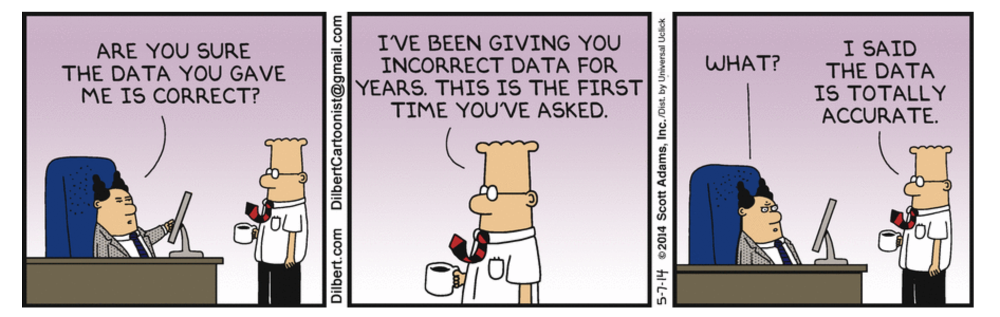 ARE YOU SURE
THE DATA YOU GAVE
ME IS CORRECT?
Dilbert.com DilbertCartoonist@gmail.com
I'VE BEEN GIVING YOU
INCORRECT DATA FOR
YEARS. THIS IS THE FIRST
TIME YOU'VE ASKED.
5-7-14 ©2014 Scott Adams, Inc. /Dist. by Universal Uclick
WHAT?
I SAID
THE DATA
IS TOTALLY
ACCURATE.